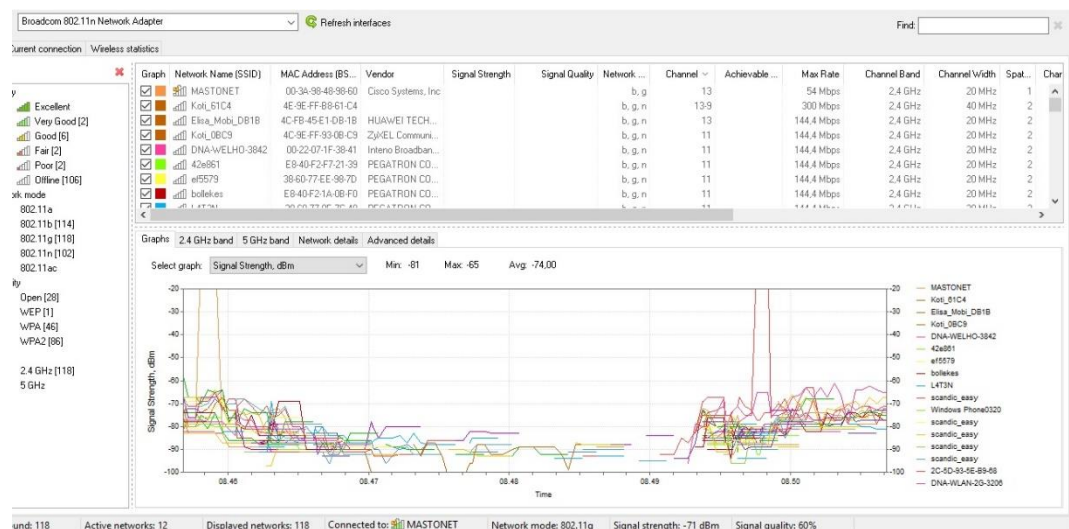 Broadcom 802.11n Network Adapter Refresh interfaces Find:
Current connection Wireless statistics
Graph Network Name (SSID) MAC Address (BS... Vendor Signal Strength Signal Quality Network ... Channel Achievable ... Max Rate Channel Band Channel Width Spat... Char
MASTONET 00-3A-98-48-98-60 Cisco Systems, Inc b, g 13 54 Mbps 2,4 GHz 20 MHz 1
Koti_61C4 4E-9E-FF-B8-61-C4 b, g, n 13-9 300 Mbps 2,4 GHz 40 MHz 2
Elisa_Mobi_DB1B 4C-FB-45-E1-DB-1B HUAWEI TECH... b, g, n 13 144,4 Mbps 2,4 GHz 20 MHz 2
Koti_0BC9 4C-9E-FF-93-0B-C9 ZyXEL Communi... b, g, n 11 144,4 Mbps 2,4 GHz 20 MHz 2
DNA-WELHO-3842 00-22-07-1F-38-41 Inteno Broadban... b, g, n 11 144,4 Mbps 2,4 GHz 20 MHz 2
42e861 E8-40-F2-F7-21-39 PEGATRON CO... b, g, n 11 144,4 Mbps 2,4 GHz 20 MHz 2
ef5579 38-60-77-EE-98-7D PEGATRON CO... b, g, n 11 144,4 Mbps 2,4 GHz 20 MHz 2
bollekes E8-40-F2-1A-0B-F0 PEGATRON CO... b, g, n 11 144,4 Mbps 2,4 GHz 20 MHz 2
Excellent
Very Good [2]
Good [6]
Fair [2]
Poor [2]
Offline [106]
802.11a
802.11b [114]
802.11g [118]
802.11n [102]
802.11ac
Open [28]
WEP [1]
WPA [46]
WPA2 [86]
2.4 GHz [118]
5 GHz
Graphs 2.4 GHz band 5 GHz band Network details Advanced details
Select graph: Signal Strength, dBm Min: -81 Max: -65 Avg: -74,00
Signal Strength, dBm
-20 -20
-30 -30
-40 -40
-50 -50
-60 -60
-70 -70
-80 -80
-90 -90
-100 -100
08.46 08.47 08.48 08.49 08.50
Time
MASTONET
Koti_61C4
Elisa_Mobi_DB1B
Koti_0BC9
DNA-WELHO-3842
42e861
ef5579
bollekes
L4T3N
scandic_easy
Windows Phone0320
scandic_easy
scandic_easy
scandic_easy
scandic_easy
2C-5D-93-5E-B9-68
DNA-WLAN-2G-3206
118 Active networks: 12 Displayed networks: 118 Connected to: MASTONET Network mode: 802.11g Signal strength: -71 dBm Signal quality: 60%